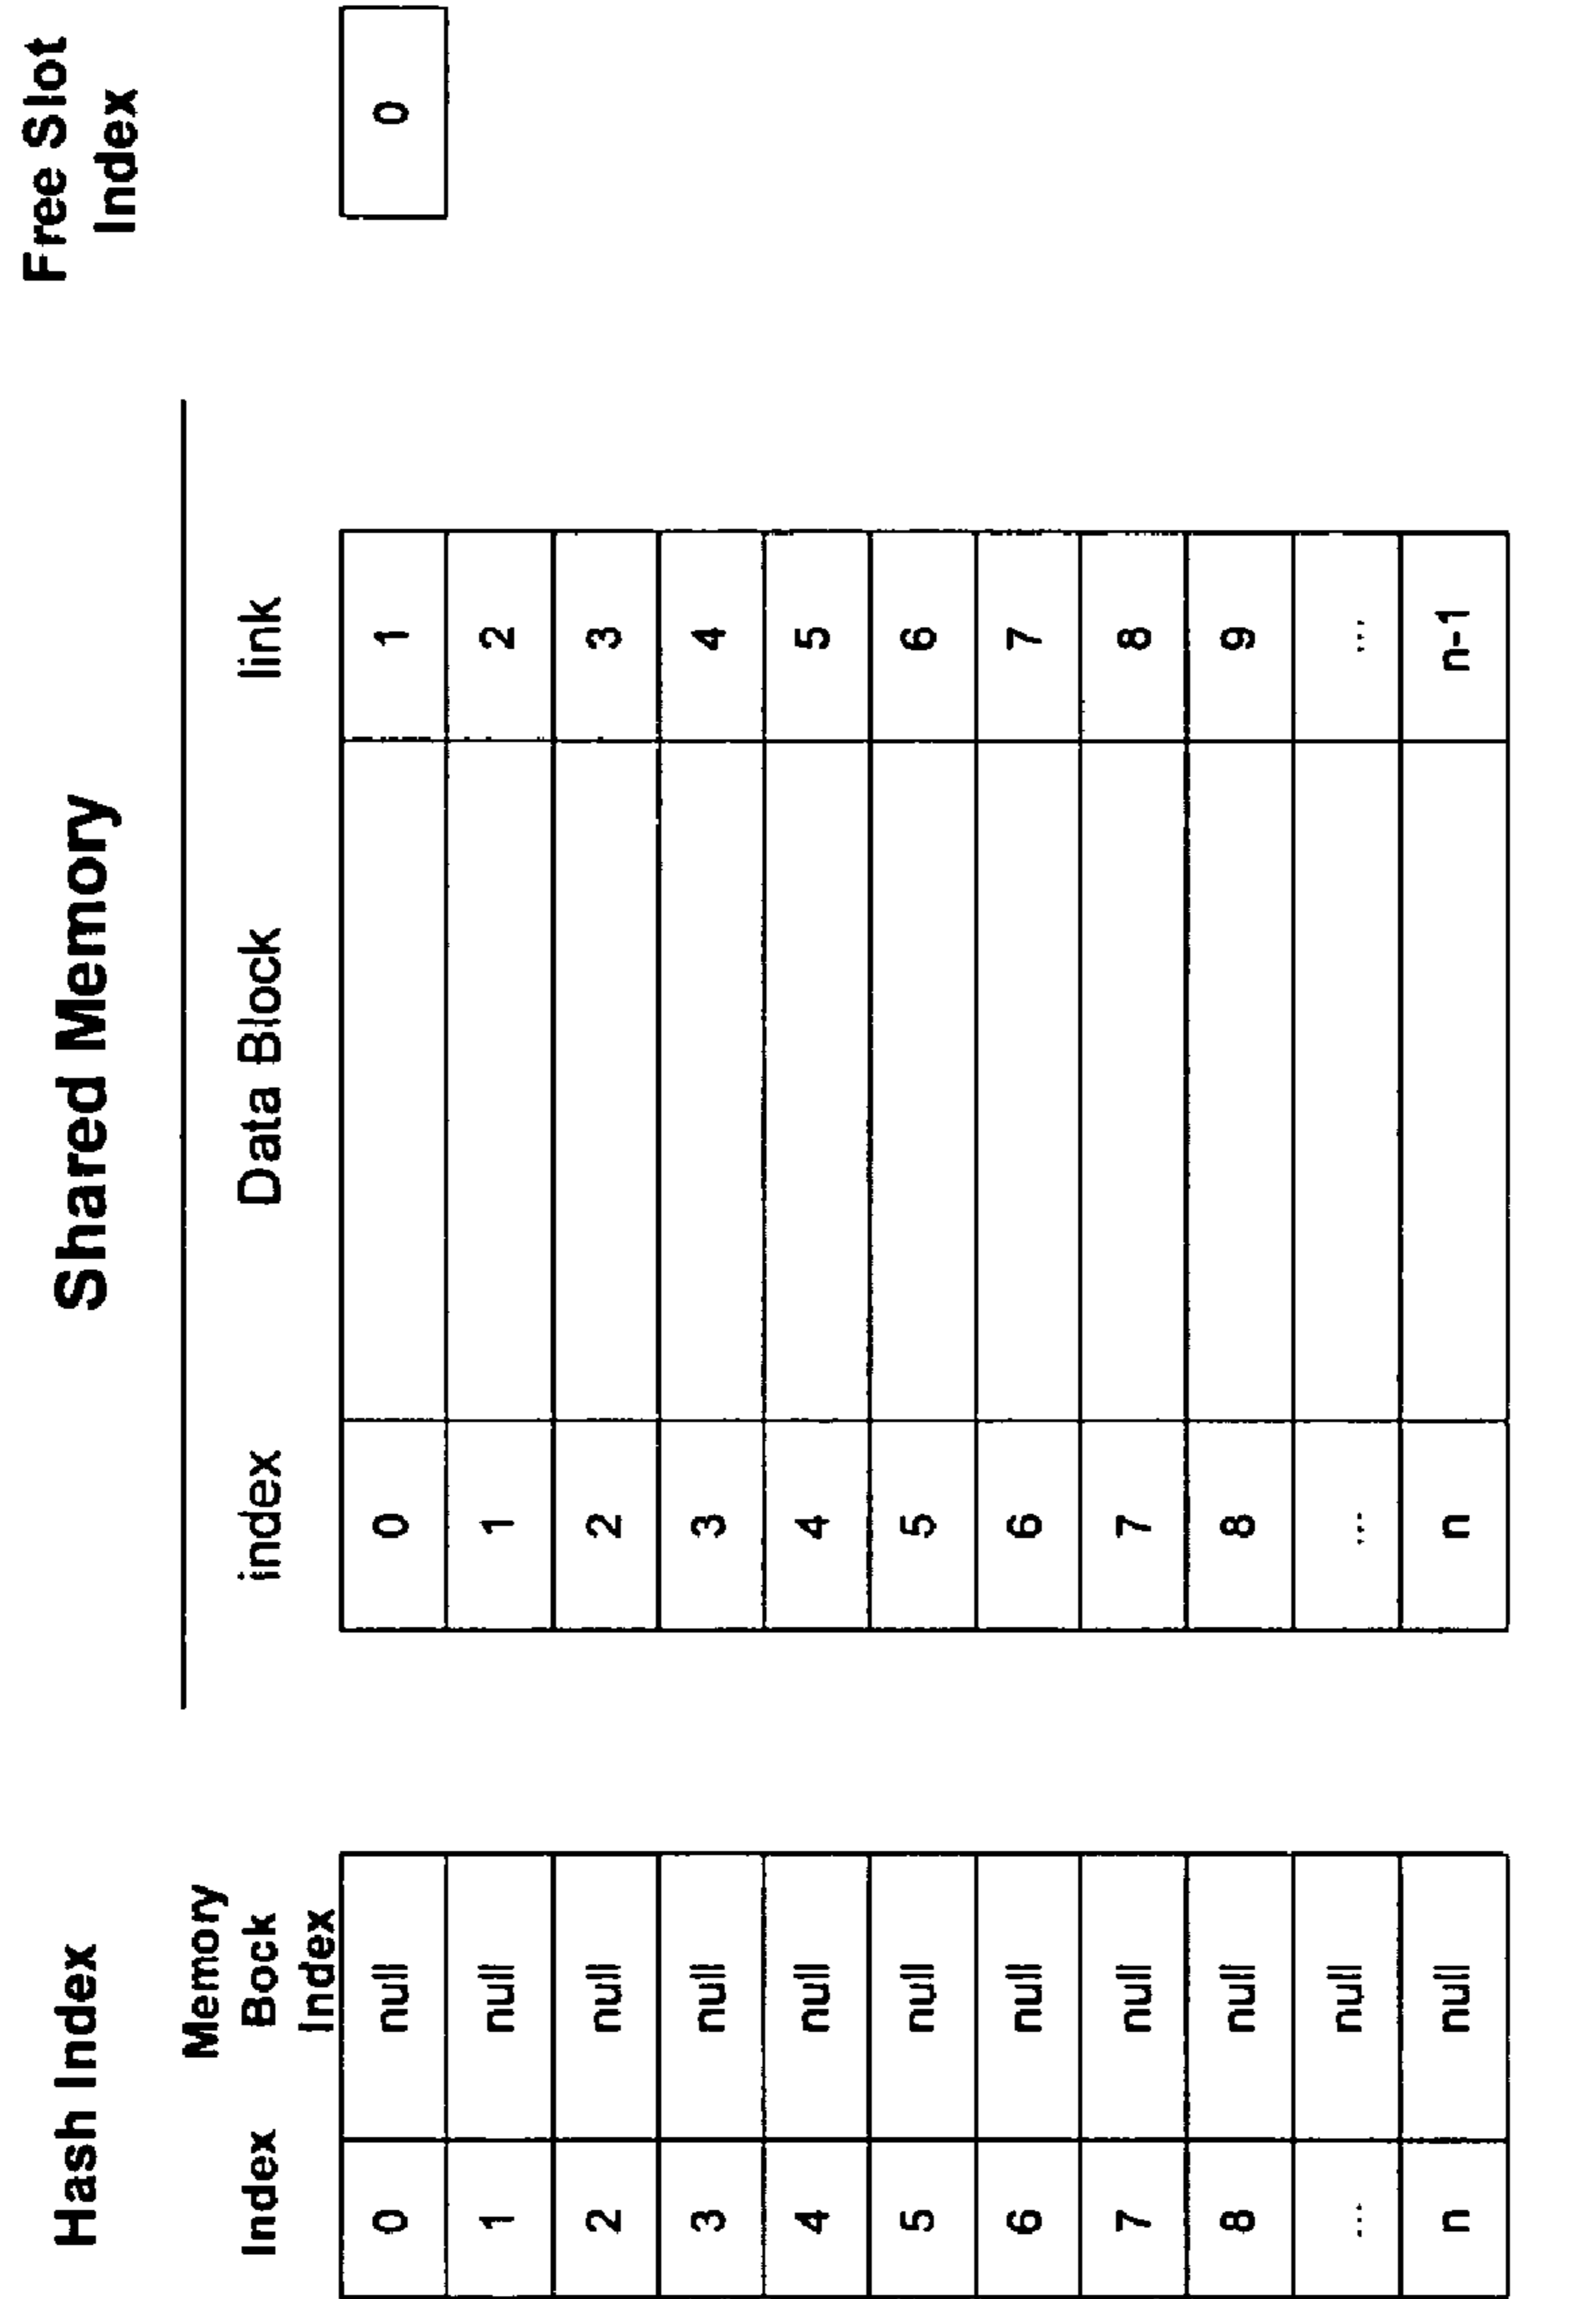 Hash Index
Shared Memory
Free Slot
Index
Index
Memory
Bock
Index
index
Data Block
link
0 null 0 1 0
1 null 1 2
2 null 2 3
3 null 3 4
4 null 4 5
5 null 5 6
6 null 6 7
7 null 7 8
8 null 8 9
... null ... ...
n null n n-1